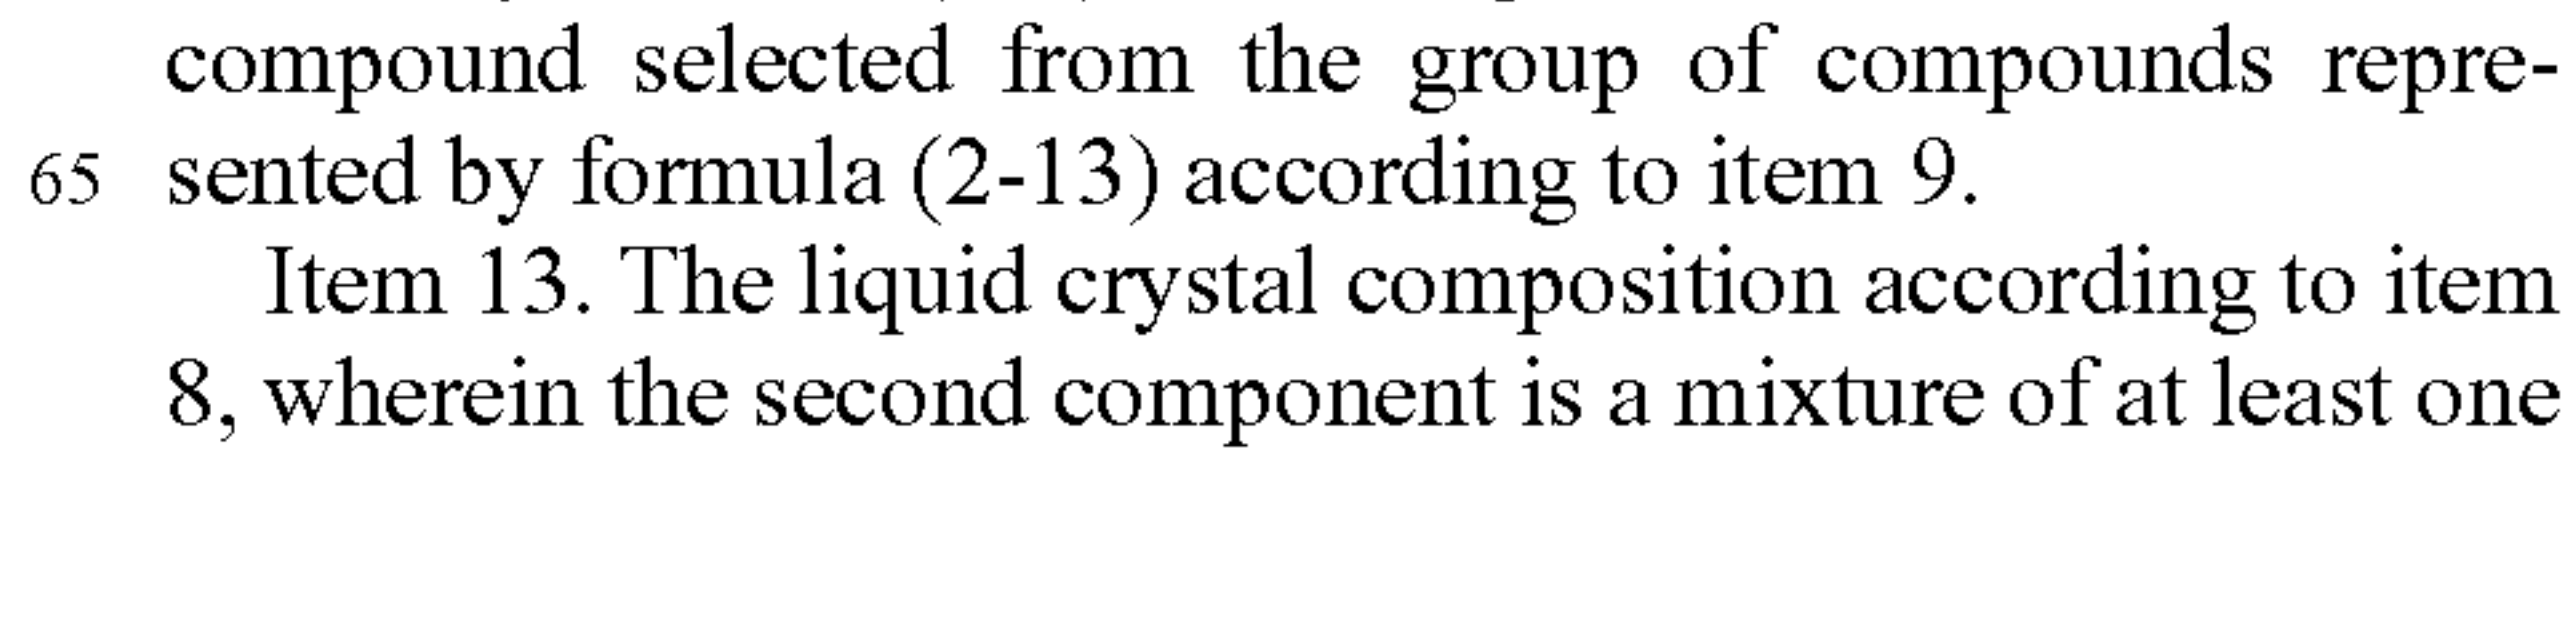 compound selected from the group of compounds repre-
65 sented by formula (2-13) according to item 9.
Item 13. The liquid crystal composition according to item
8, wherein the second component is a mixture of at least one